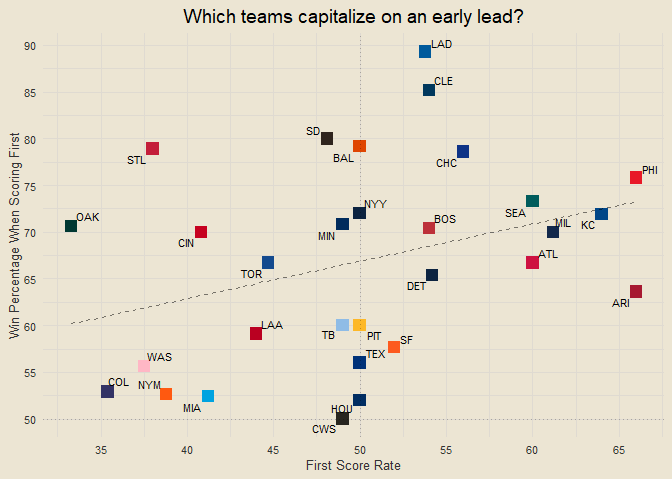 Which teams capitalize on an early lead?
90
LAD
CLE
85
80
SD
BAL
CHC
STL
PHI
75
OAK
NYY
SEA
MIL
KC
BOS
MIN
70
CIN
ATL
TOR
65
DET
ARI
60
LAA
TB
PIT
SF
TEX
WAS
55
COL
NYM
MIA
HOU
CWS
50
Win Percentage When Scoring First
35
40
45
50
55
60
65
First Score Rate